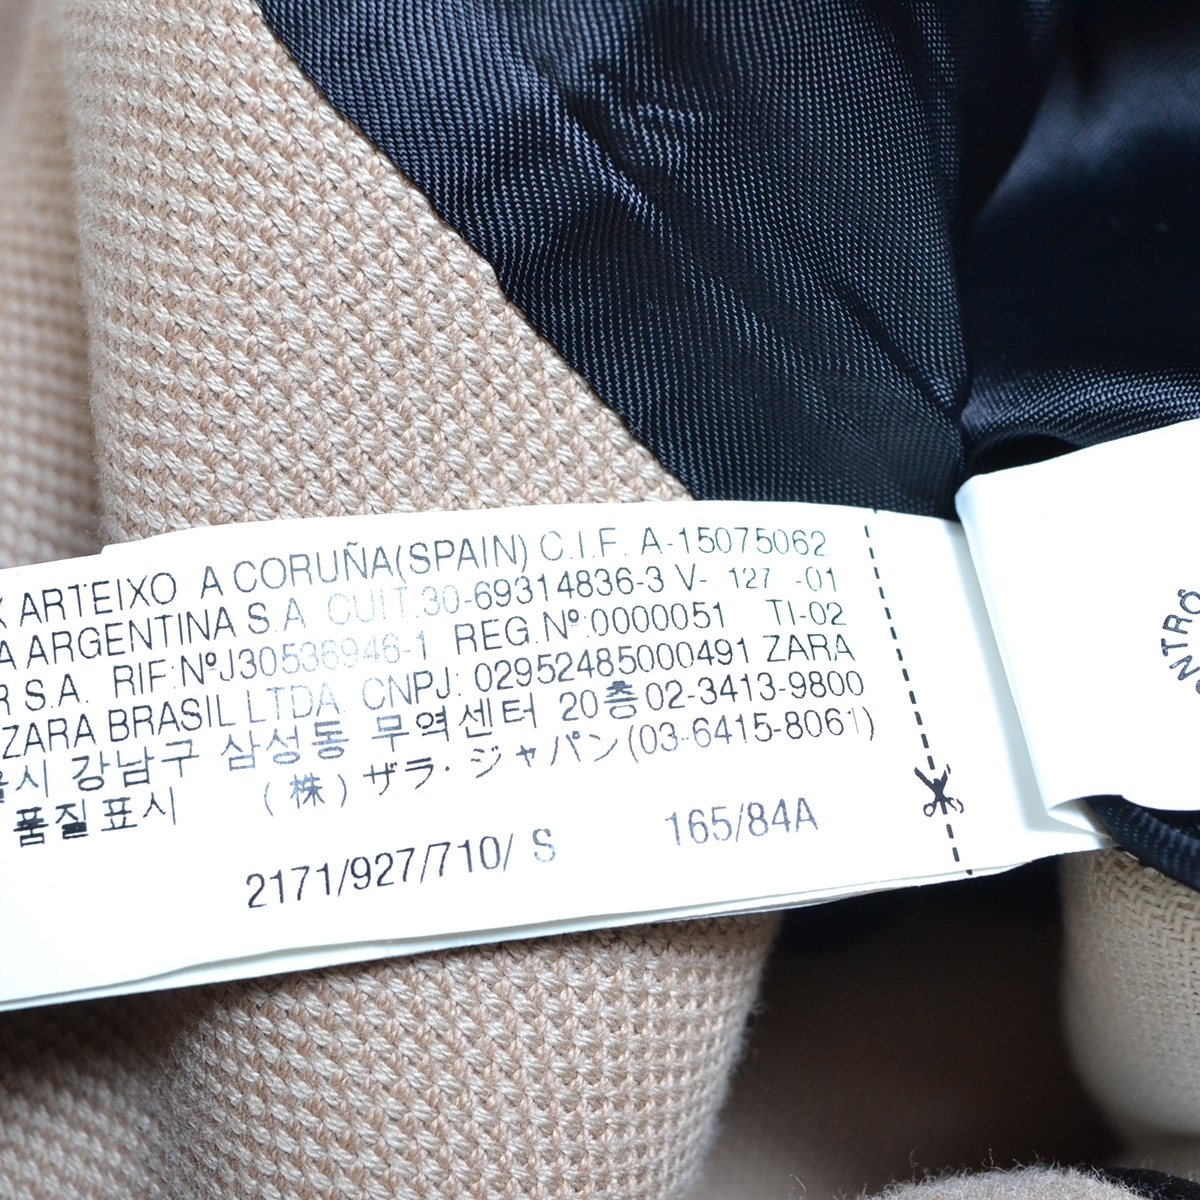 ARTEIXO A CORUÑA(SPAIN) C.I.F. A-15075062
A ARGENTINA S.A. CUIT:30-69314836-3 V- 127 -01
R S.A. RIF:NºJ30536946-1 REG.Nº:0000051 TI-02
ZARA BRASIL LTDA. CNPJ: 02952485000491 ZARA
울시 강남구 삼성동 무역센터 20층02-3413-9800
품질표시 (株)ザラ・ジャパン(03-6415-8061)
2171/927/710/ S 165/84A
NTRO